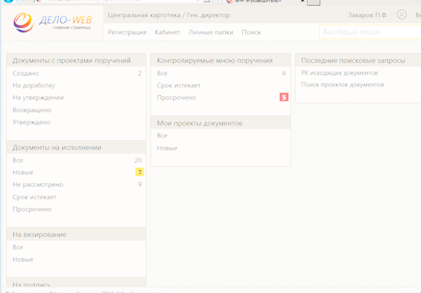 ДЕЛО-WEB
главная страница
Центральная картотека / Ген. директор
Захаров П.Ф.
Регистрация Кабинет Личные папки Поиск
Быстрый поиск
Документы с проектами поручений
Создано 2
На доработку
На утверждении
Возвращено
Утверждено
Документы на исполнении
Все 20
Новые 7
Не рассмотрено 9
Срок истекает
Просрочено
На визирование
Все
Новые
На подпись
Контролируемые мною поручения
Все 6
Срок истекает
Просрочено 5
Мои проекты документов
Все
Новые
Последние поисковые запросы
РК исходящих документов
Поиск проектов документов